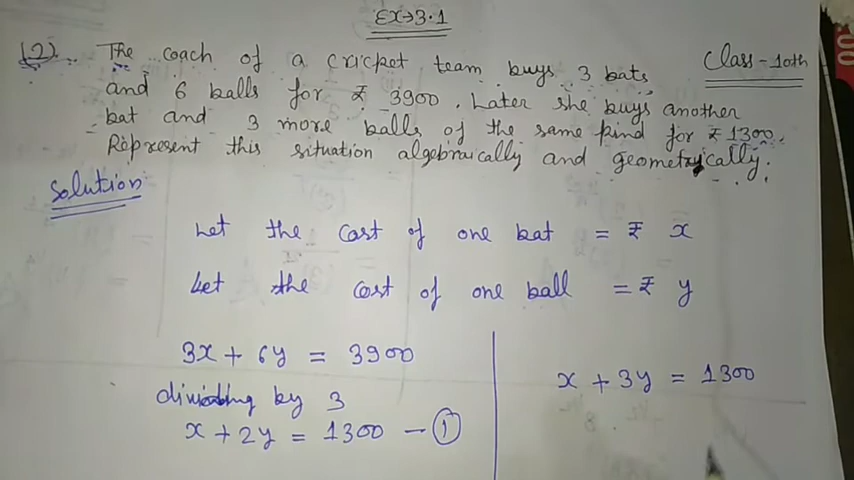 Ex→3.1
(2). The coach of a cricket team buys 3 bats
Class-10th
and 6 balls for ₹ 3900. Later she buys another
bat and 3 more balls of the same kind for ₹ 1300.
Represent this situation algebraically and geometrically.
Solution
Let the cost of one bat = ₹ x
Let the cost of one ball = ₹ y
3x + 6y = 3900
dividing by 3
x + 2y = 1300 — ①
x + 3y = 1300